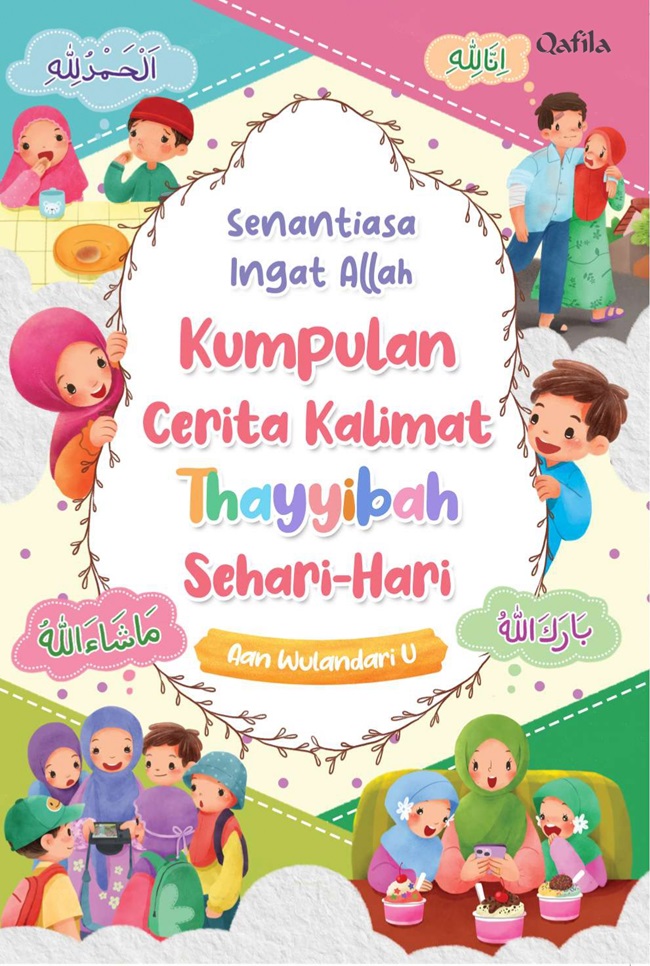 اَلْحَمْدُلِلّٰهِ
اِنَّالِلّٰهِ
Qafila
Senantiasa
Ingat Allah
Kumpulan
Cerita Kalimat
Thayyibah
Sehari-Hari
مَاشَاءَاللّٰهُ
بَارَكَ اللّٰهُ
Aan Wulandari U